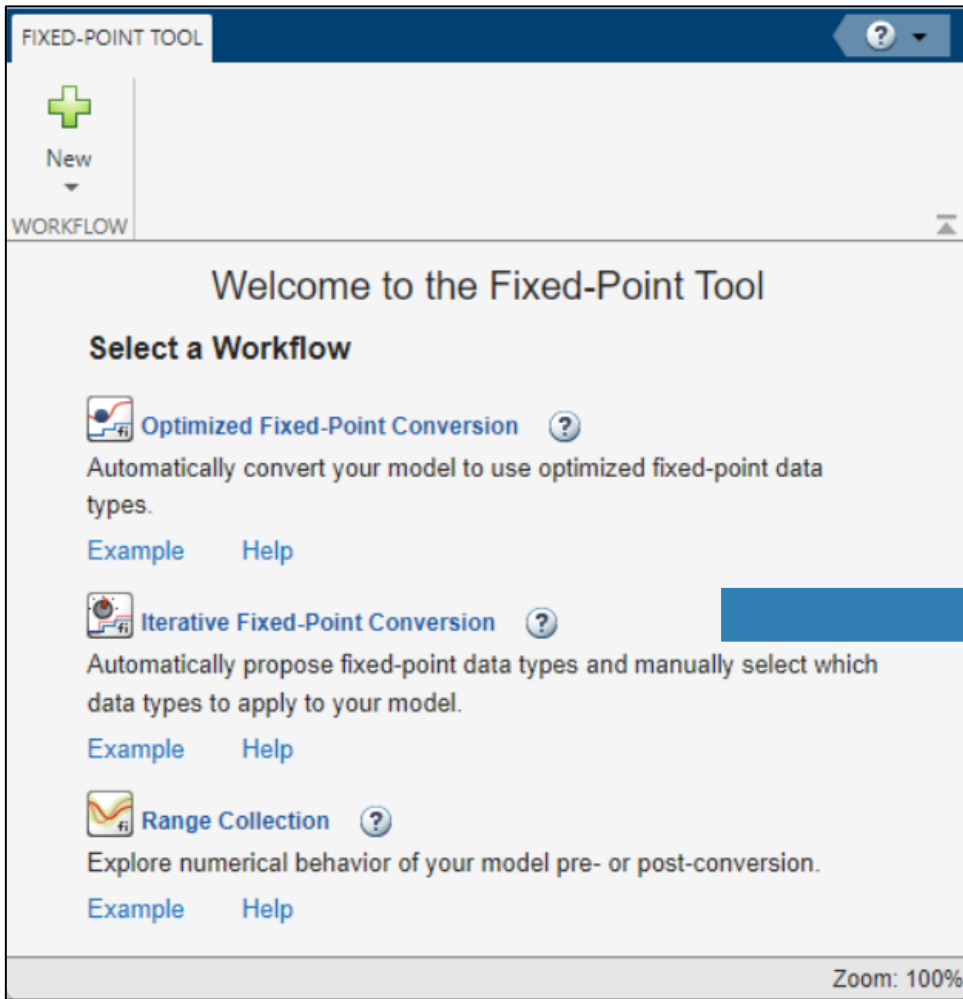 FIXED-POINT TOOL
New
WORKFLOW
Welcome to the Fixed-Point Tool
Select a Workflow
Optimized Fixed-Point Conversion
Automatically convert your model to use optimized fixed-point data
types.
Example Help
Iterative Fixed-Point Conversion
Automatically propose fixed-point data types and manually select which
data types to apply to your model.
Example Help
Range Collection
Explore numerical behavior of your model pre- or post-conversion.
Example Help
Zoom: 100%